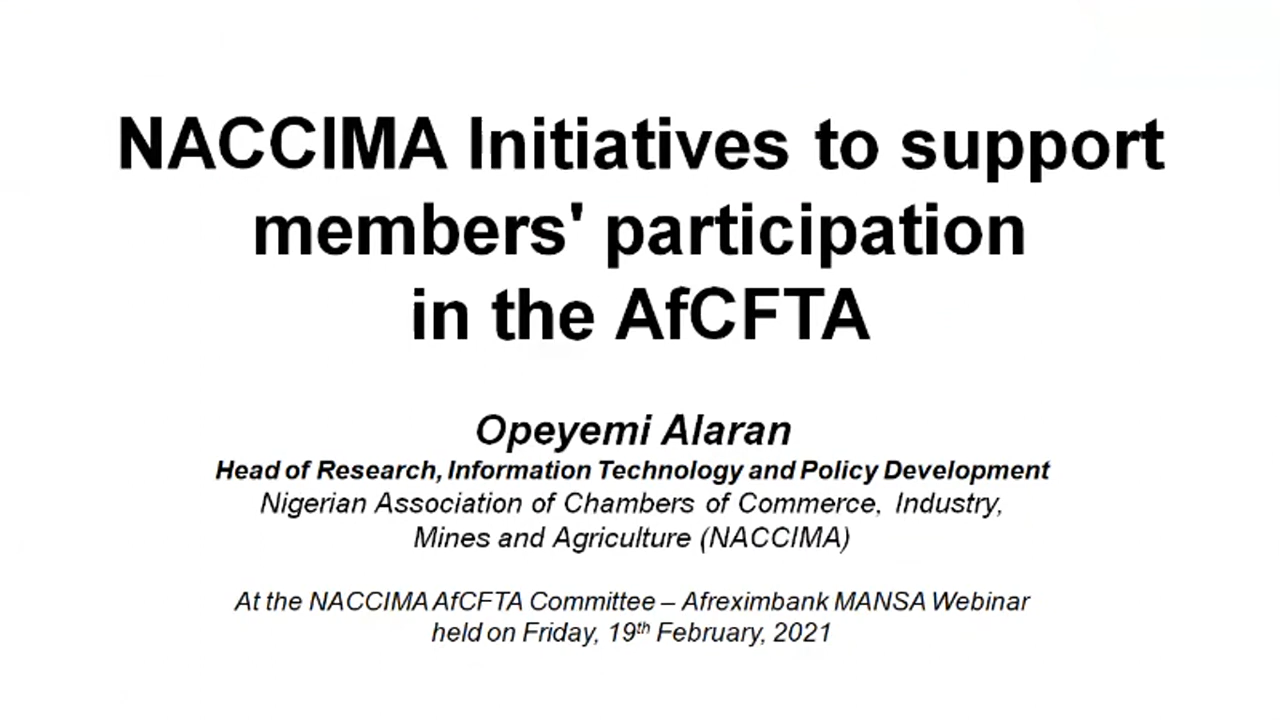 NACCIMA Initiatives to support
members' participation
in the AfCFTA
Opeyemi Alaran
Head of Research, Information Technology and Policy Development
Nigerian Association of Chambers of Commerce, Industry,
Mines and Agriculture (NACCIMA)
At the NACCIMA AfCFTA Committee – Afreximbank MANSA Webinar
held on Friday, 19th February, 2021